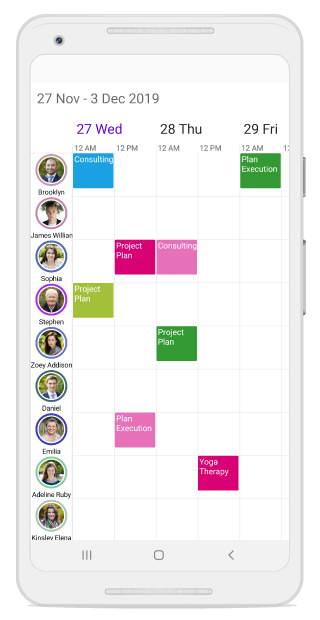 27 Nov - 3 Dec 2019
27 Wed 28 Thu 29 Fri
12 AM 12 PM 12 AM 12 PM 12 AM
Consulting
Plan
Execution
Brooklyn
James Willian
Project
Plan
Consulting
Sophia
Project
Plan
Stephen
Project
Plan
Zoey Addison
Daniel
Plan
Execution
Emilia
Yoga
Therapy
Adeline Ruby
Kinsley Elena